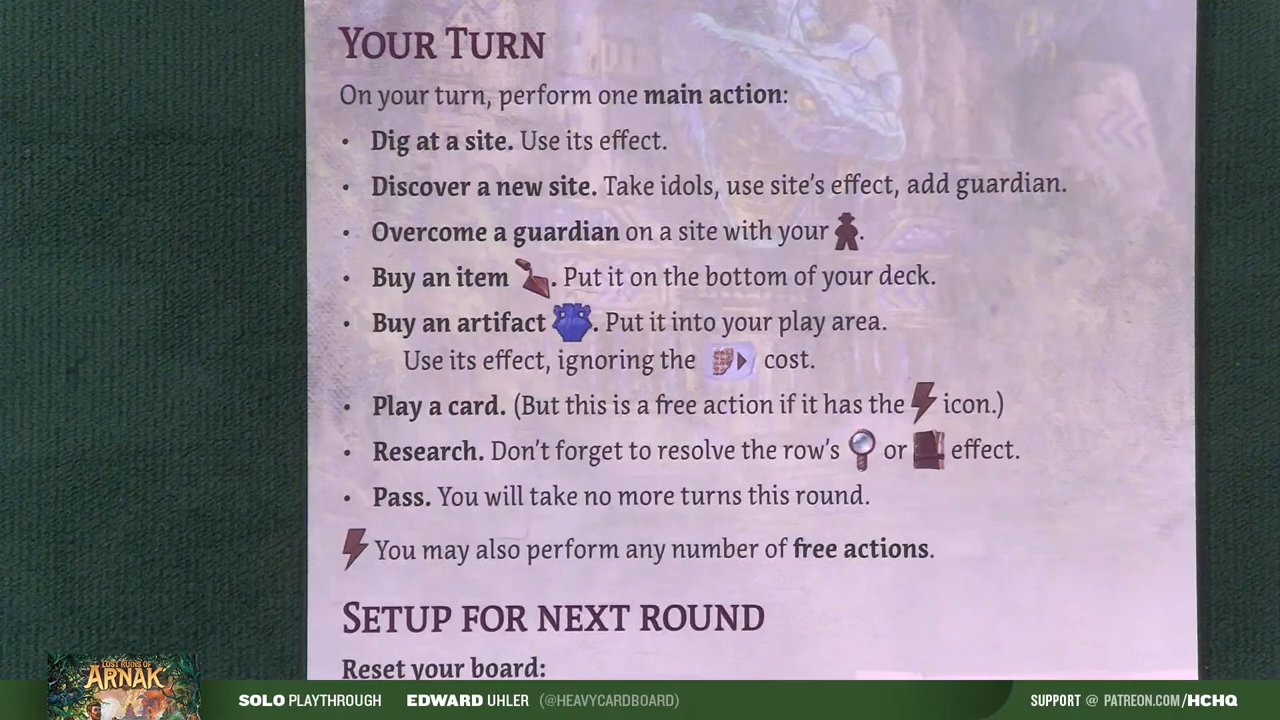 YOUR TURN
On your turn, perform one main action:
• Dig at a site. Use its effect.
• Discover a new site. Take idols, use site's effect, add guardian.
• Overcome a guardian on a site with your .
• Buy an item . Put it on the bottom of your deck.
• Buy an artifact . Put it into your play area.
Use its effect, ignoring the cost.
• Play a card. (But this is a free action if it has the icon.)
• Research. Don't forget to resolve the row's or effect.
• Pass. You will take no more turns this round.
You may also perform any number of free actions.
SETUP FOR NEXT ROUND
Reset your board:
LOST RUINS OF
ARNAK
SOLO PLAYTHROUGH EDWARD UHLER (@HEAVYCARDBOARD) SUPPORT @ PATREON.COM/HCHQ